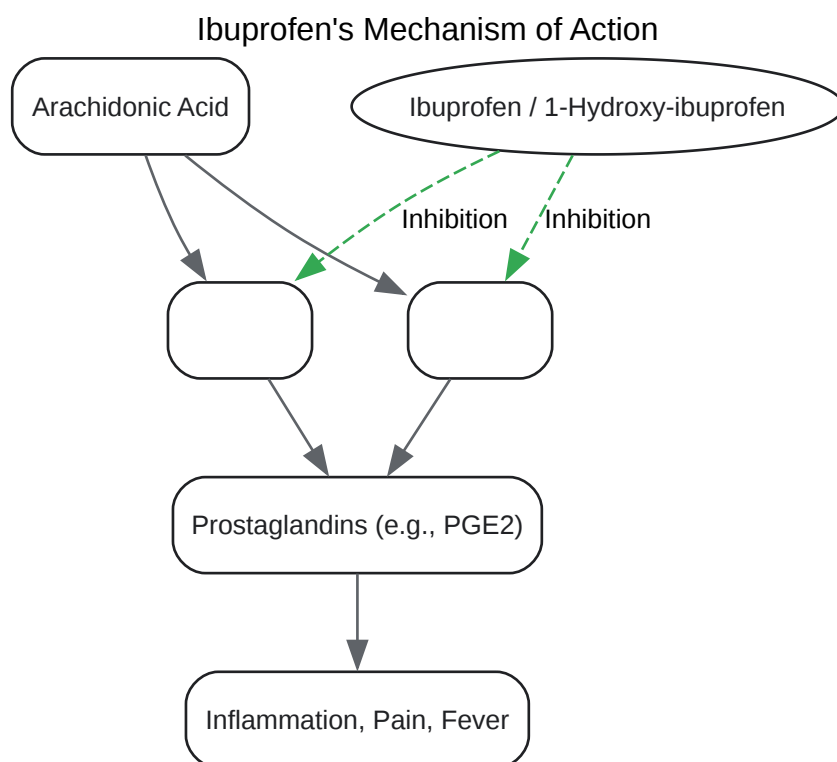 Ibuprofen's Mechanism of Action
Arachidonic Acid
Ibuprofen / 1-Hydroxy-ibuprofen
Inhibition
Inhibition
Prostaglandins (e.g., PGE2)
Inflammation, Pain, Fever